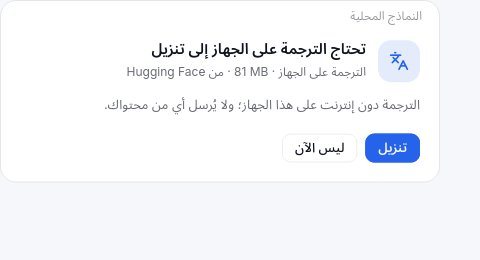 النماذج المحلية
تحتاج الترجمة على الجهاز إلى تنزيل
الترجمة على الجهاز · 81 MB · من Hugging Face
الترجمة دون إنترنت على هذا الجهاز؛ ولا يُرسل أي من محتواك.
تنزيل
ليس الآن